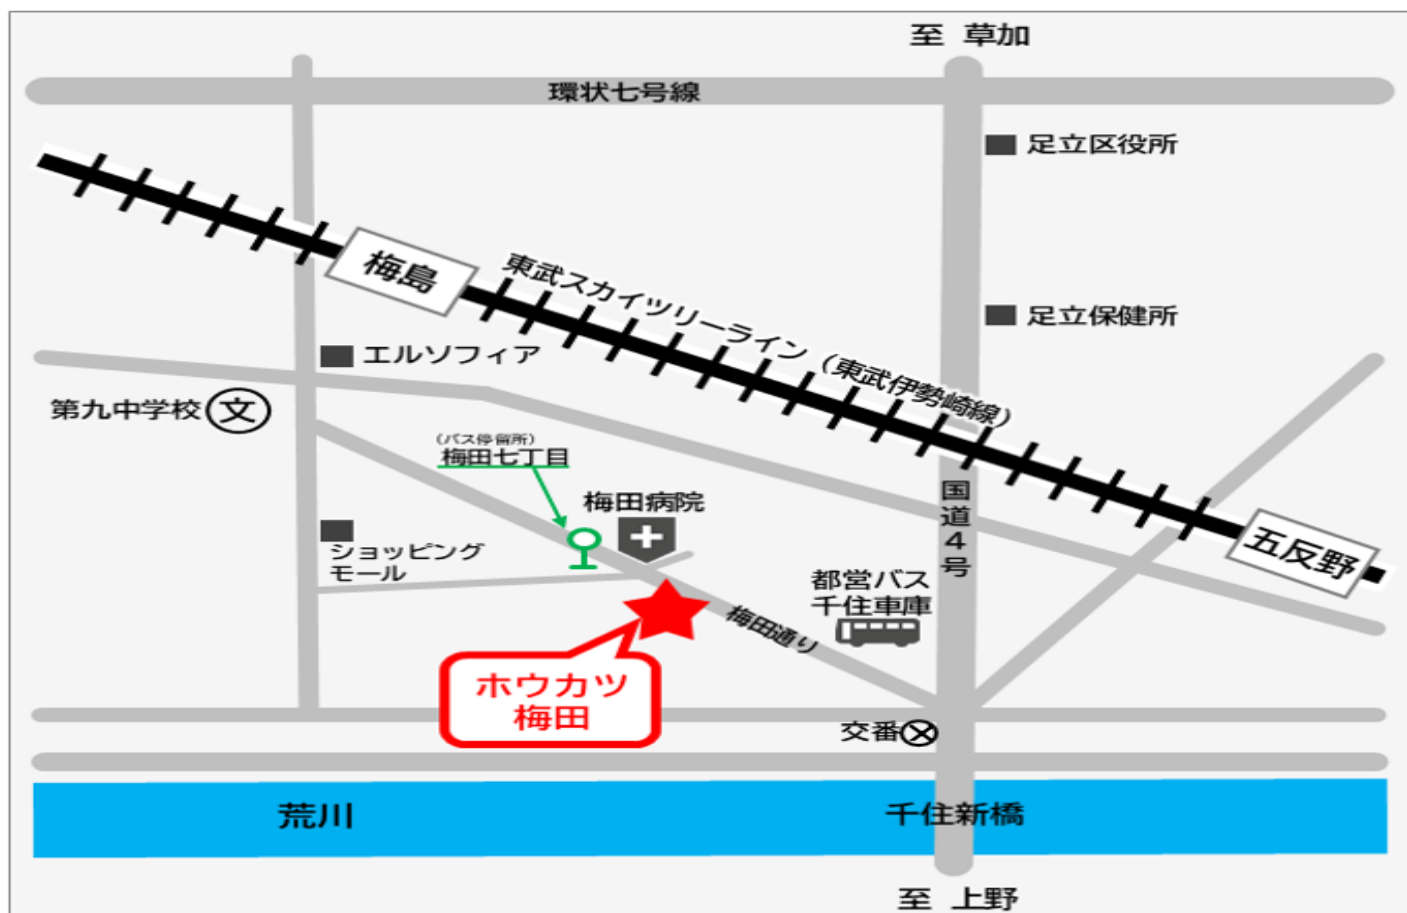 至 草加
環状七号線
足立区役所
梅島
東武スカイツリーライン（東武伊勢崎線）
足立保健所
エルソフィア
第九中学校
文
（バス停留所）
梅田七丁目
梅田病院
国道4号
五反野
ショッピング
モール
都営バス
千住車庫
梅田通り
ホウカツ
梅田
交番
荒川
千住新橋
至 上野